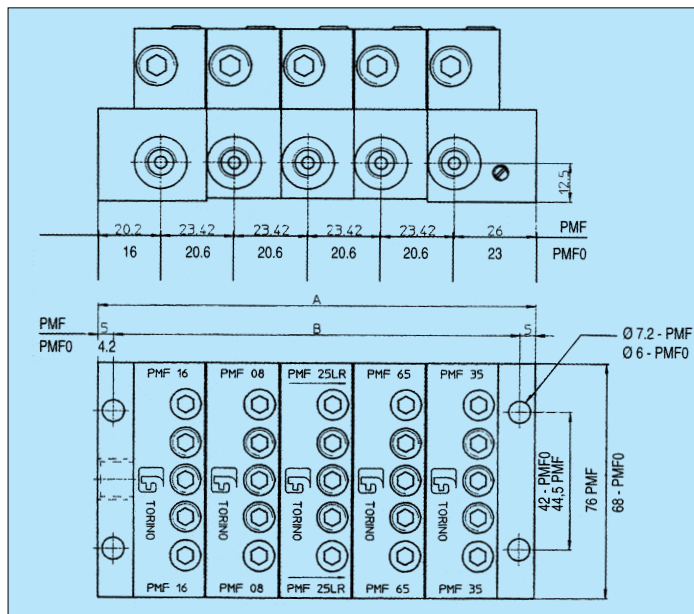 12.5
20.2 23.42 23.42 23.42 23.42 26 PMF
16 20.6 20.6 20.6 20.6 23 PMF0
A
PMF 5 B 5
PMF0 4.2
Ø 7.2 - PMF
Ø 6 - PMF0
PMF 16 PMF 08 PMF 25LR PMF 65 PMF 35
TORINO TORINO TORINO TORINO TORINO
42 - PMF0
44,5 PMF
76 PMF
68 - PMF0
PMF 16 PMF 08 PMF 25LR PMF 65 PMF 35